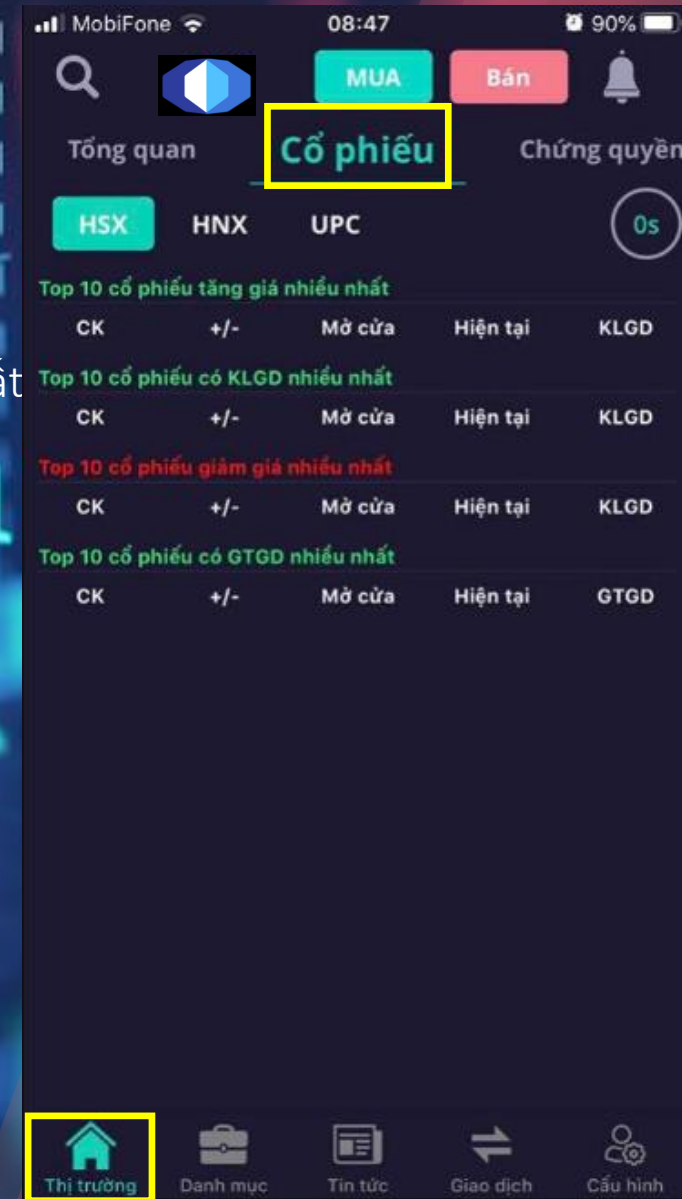 MobiFone 08:47 90%
MUA Bán
Tổng quan Cổ phiếu Chứng quyền
HSX HNX UPC 0s
Top 10 cổ phiếu tăng giá nhiều nhất
CK +/- Mở cửa Hiện tại KLGD
Top 10 cổ phiếu có KLGD nhiều nhất
CK +/- Mở cửa Hiện tại KLGD
Top 10 cổ phiếu giảm giá nhiều nhất
CK +/- Mở cửa Hiện tại KLGD
Top 10 cổ phiếu có GTGD nhiều nhất
CK +/- Mở cửa Hiện tại GTGD
Thị trường Danh mục Tin tức Giao dịch Cấu hình